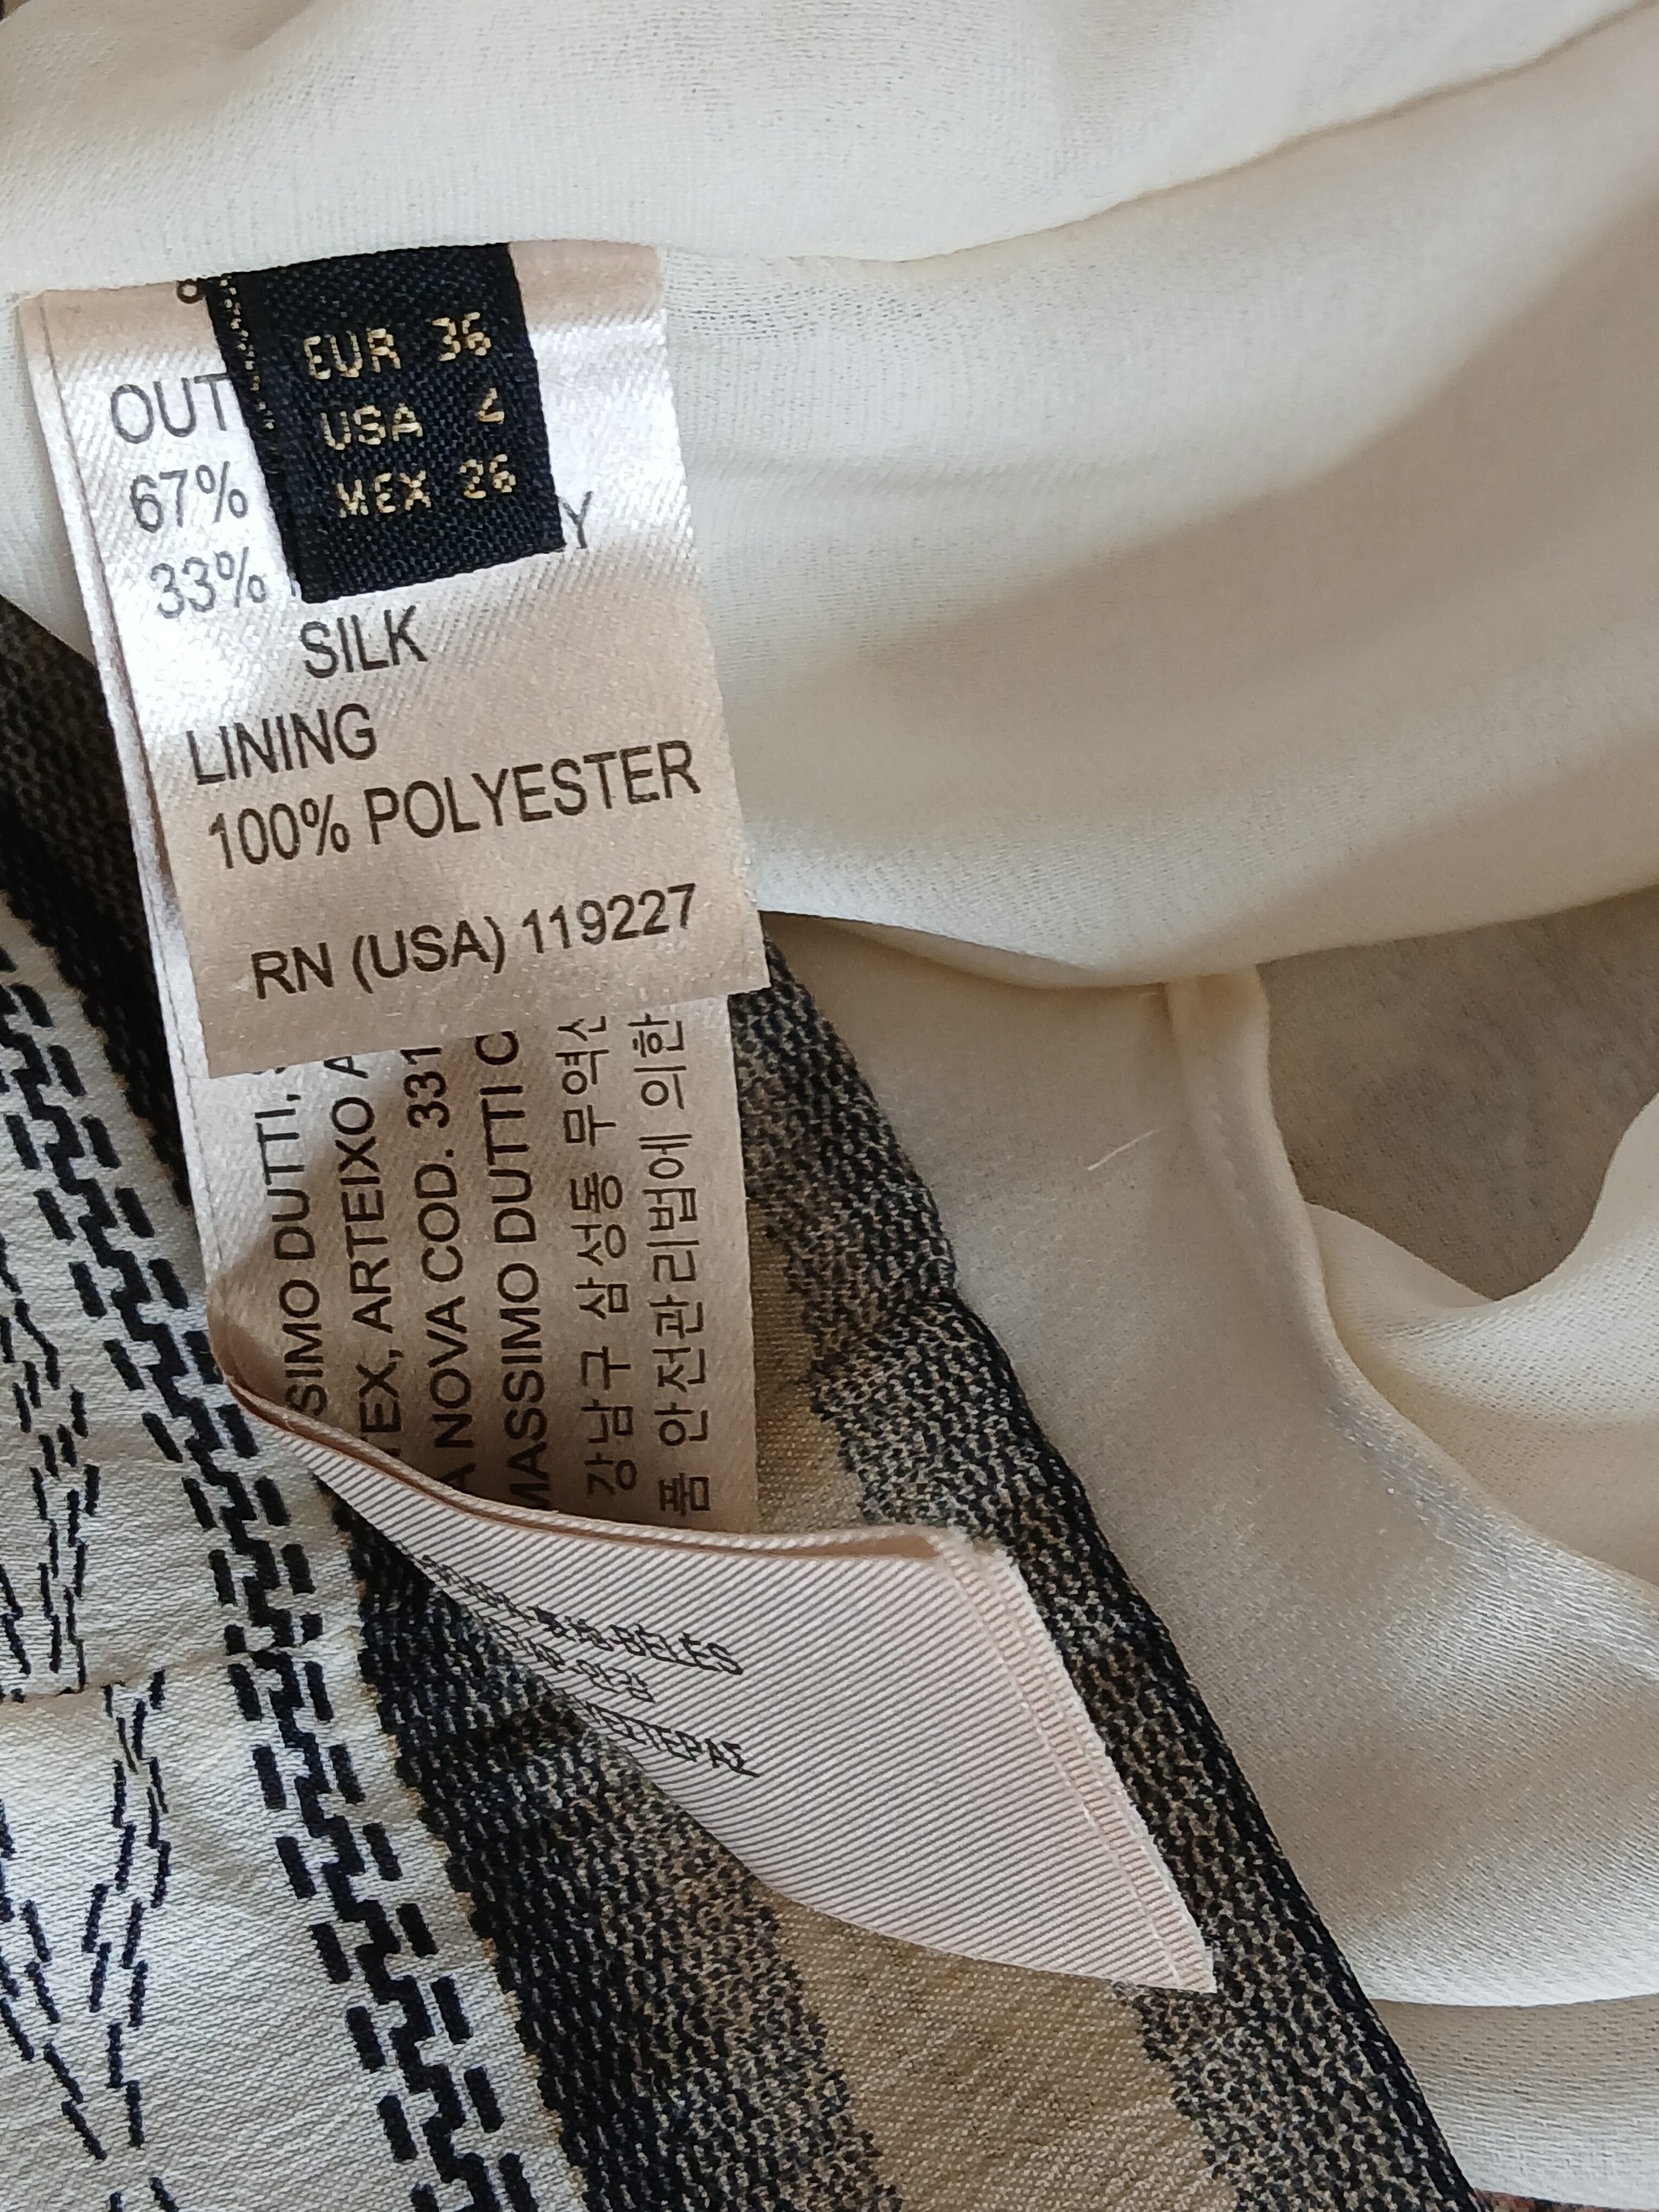 EUR 36
USA 4
MEX 26
OUT
67%
33%
Y
SILK
LINING
100% POLYESTER
RN (USA) 119227
SIMO DUTTI,
TEX, ARTEIXO A
A NOVA COD. 331
MASSIMO DUTTI C
강남구 삼성동 무역
품 안전관리법에 의한